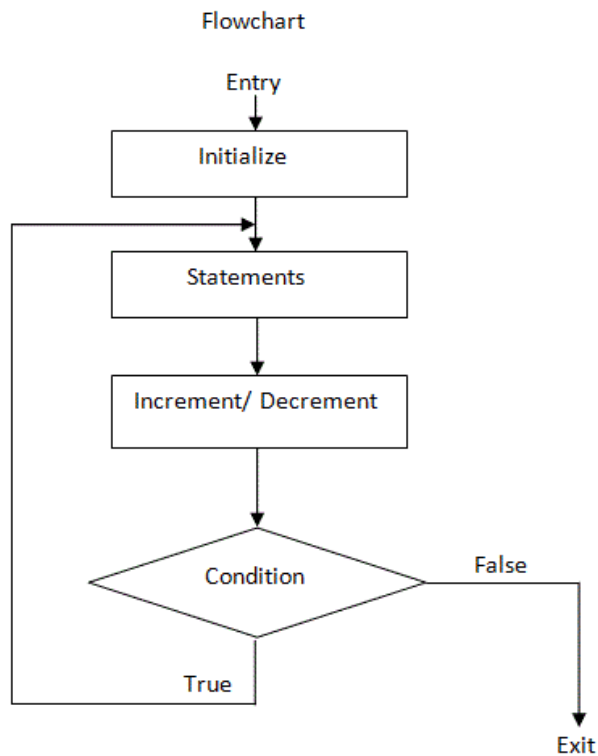 Flowchart
Entry
Initialize
Statements
Increment/ Decrement
Condition
False
True
Exit